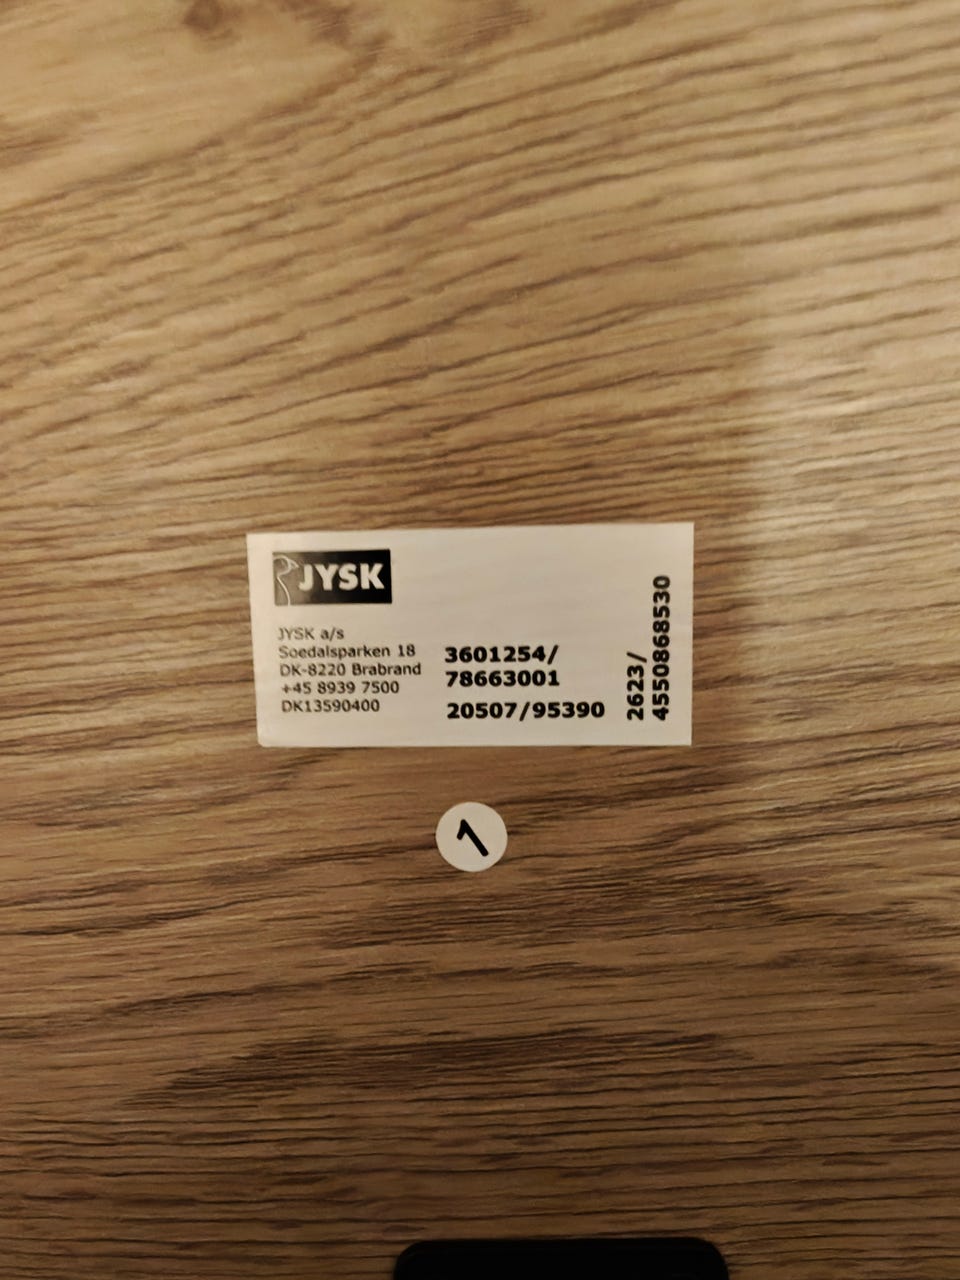 JYSK
JYSK a/s
Soedalsparken 18
DK-8220 Brabrand
+45 8939 7500
DK13590400
3601254/
78663001
20507/95390
2623/
4550868530
1